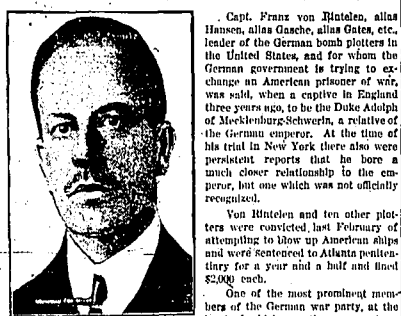 Capt. Franz von Rintelen, alias
Hansen, alias Gasche, alias Gates, etc.,
leader of the German bomb plotters in
the United States, and for whom the
German government is trying to ex-
change an American prisoner of war,
was said, when a captive in England
three years ago, to be the Duke Adolph
of Mecklenburg-Schwerin, a relative of
the German emperor. At the time of
his trial in New York there also were
persistent reports that he bore a
much closer relationship to the em-
peror, but one which was not officially
recognized.
Von Rintelen and ten other plot-
ters were convicted last February of
attempting to blow up American ships
and were sentenced to Atlanta peniten-
tiary for a year and a half and fined
$2,000 each.
One of the most prominent mem-
bers of the German war party, at the